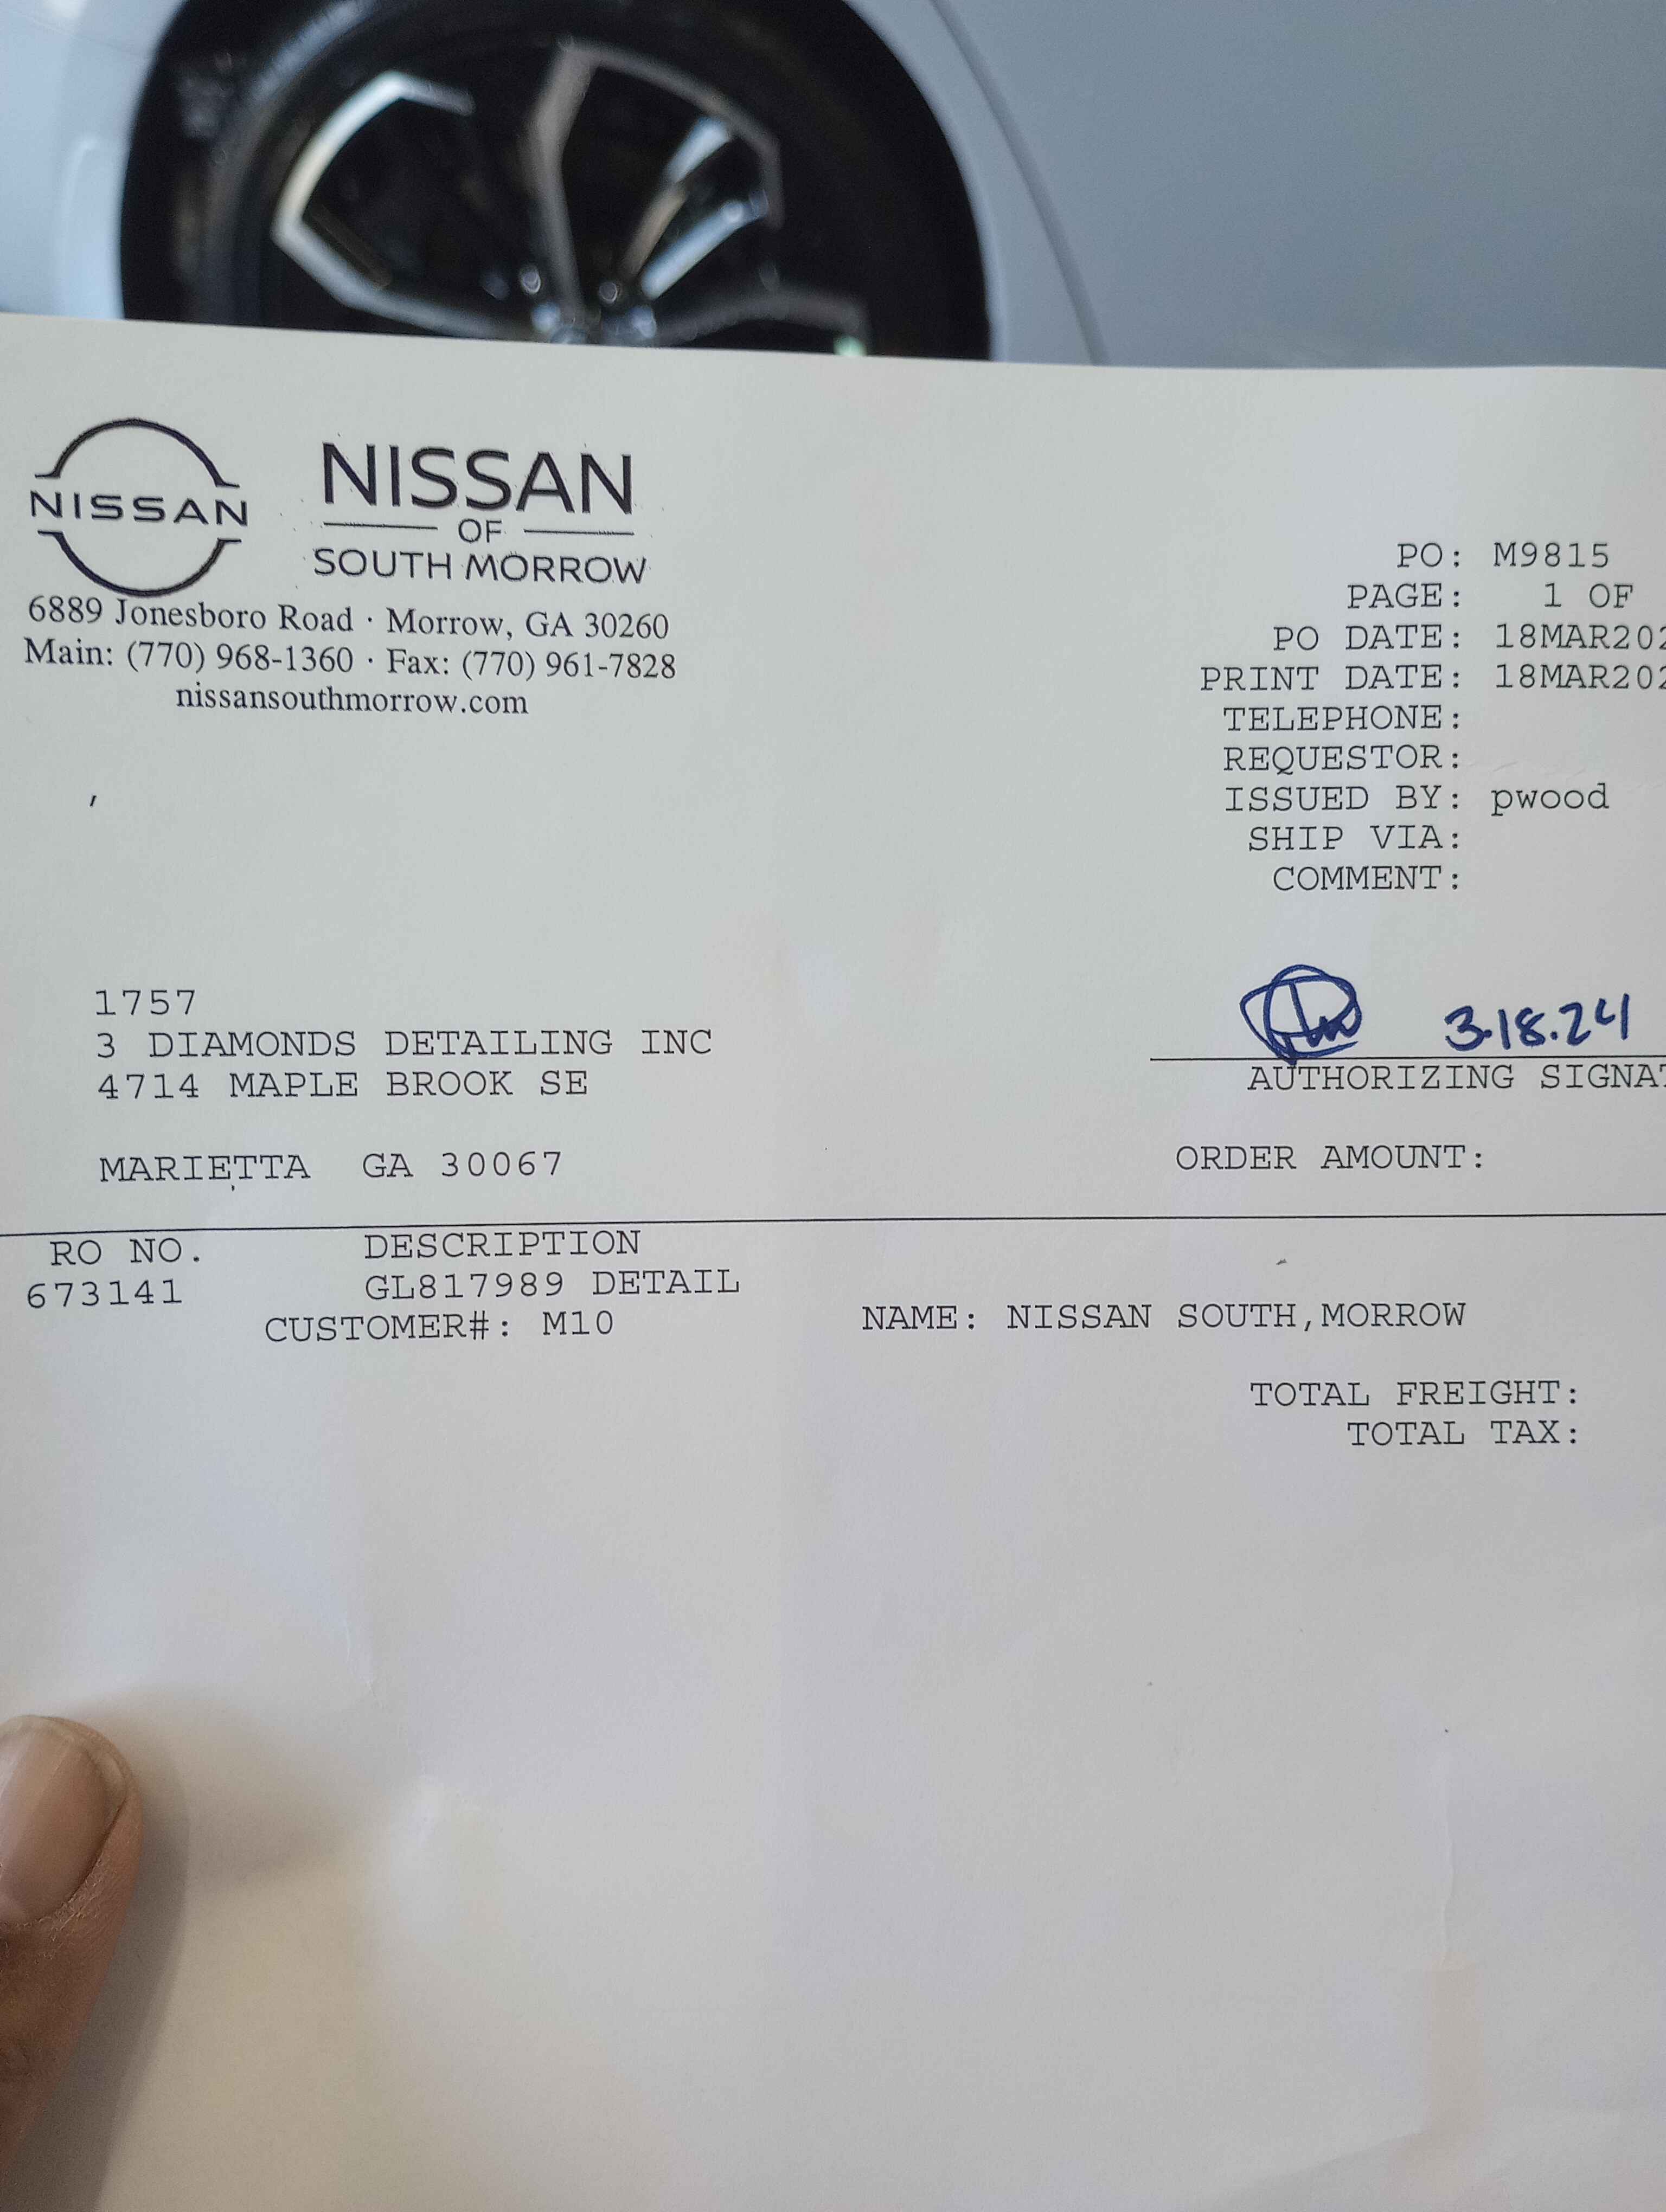 NISSAN
NISSAN
OF
SOUTH MORROW
6889 Jonesboro Road · Morrow, GA 30260
Main: (770) 968-1360 · Fax: (770) 961-7828
nissansouthmorrow.com
PO: M9815
PAGE: 1 OF
PO DATE: 18MAR202
PRINT DATE: 18MAR202
TELEPHONE:
REQUESTOR:
ISSUED BY: pwood
SHIP VIA:
COMMENT:
1757
3 DIAMONDS DETAILING INC
4714 MAPLE BROOK SE
MARIETTA GA 30067
3.18.24
AUTHORIZING SIGNAT
ORDER AMOUNT:
RO NO. DESCRIPTION
673141 GL817989 DETAIL
CUSTOMER#: M10 NAME: NISSAN SOUTH,MORROW
TOTAL FREIGHT:
TOTAL TAX: